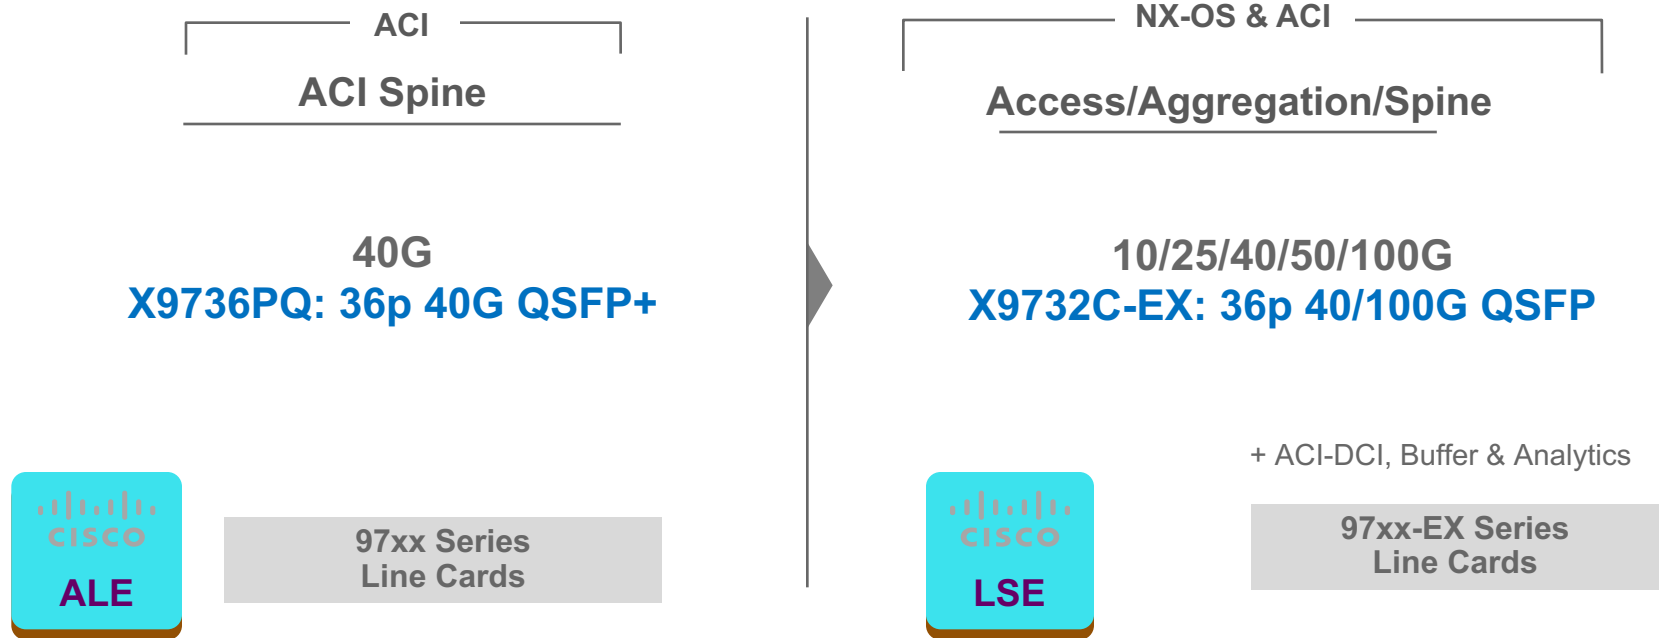 ACI
ACI Spine
40G
X9736PQ: 36p 40G QSFP+
CISCO
ALE
97xx Series
Line Cards
NX-OS & ACI
Access/Aggregation/Spine
10/25/40/50/100G
X9732C-EX: 36p 40/100G QSFP
+ ACI-DCI, Buffer & Analytics
CISCO
LSE
97xx-EX Series
Line Cards